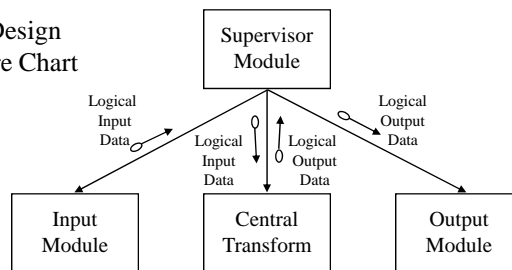 Design
e Chart
Supervisor
Module
Logical
Input
Data
Logical
Input
Data
Logical
Output
Data
Logical
Output
Data
Input
Module
Central
Transform
Output
Module